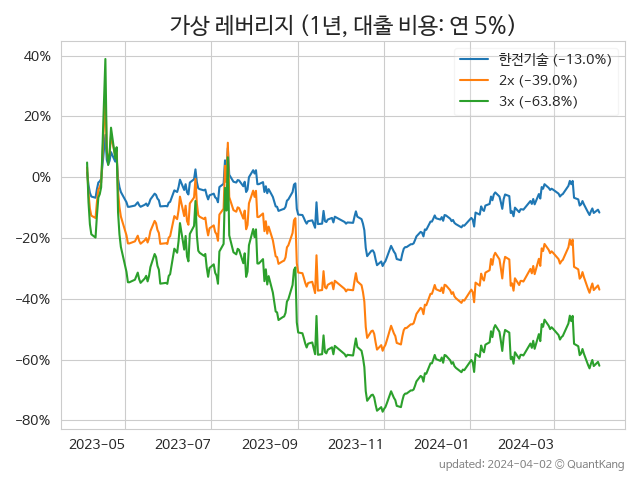 가상 레버리지 (1년, 대출 비용: 연 5%)
한전기술 (-13.0%)
2x (-39.0%)
3x (-63.8%)
40%
20%
0%
-20%
-40%
-60%
-80%
2023-05 2023-07 2023-09 2023-11 2024-01 2024-03
updated: 2024-04-02 © QuantKang